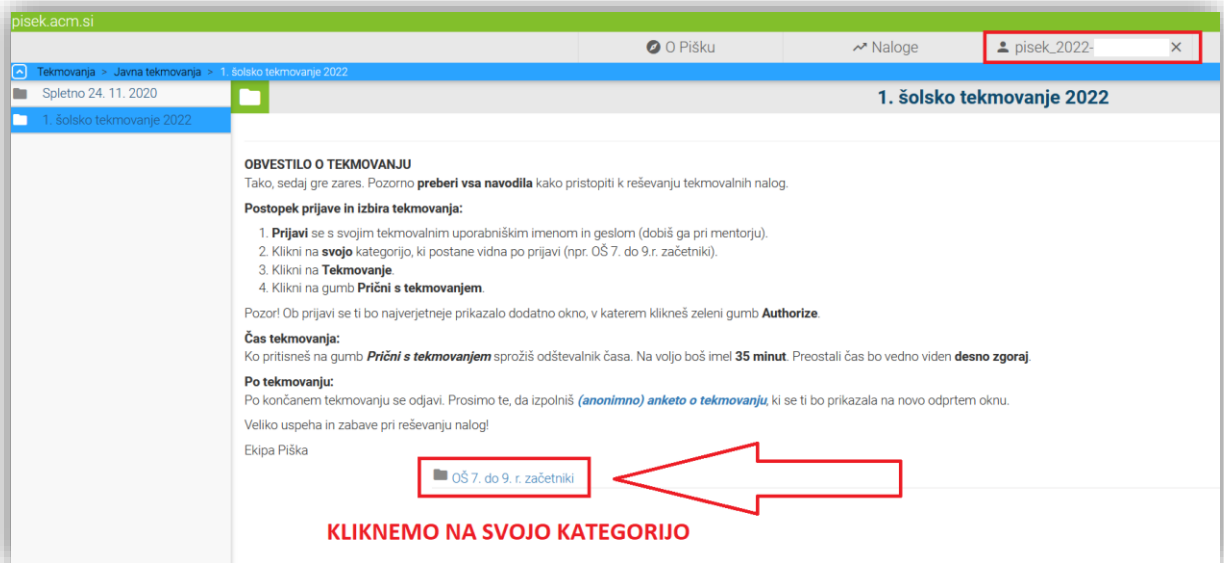 pisek.acm.si
O Pišku
Naloge
pisek_2022-
Tekmovanja > Javna tekmovanja > 1. šolsko tekmovanje 2022
Spletno 24. 11. 2020
1. šolsko tekmovanje 2022
1. šolsko tekmovanje 2022
OBVESTILO O TEKMOVANJU
Tako, sedaj gre zares. Pozorno preberi vsa navodila kako pristopiti k reševanju tekmovalnih nalog.
Postopek prijave in izbira tekmovanja:
1. Prijavi se s svojim tekmovalnim uporabniškim imenom in geslom (dobiš ga pri mentorju).
2. Klikni na svojo kategorijo, ki postane vidna po prijavi (npr. OŠ 7. do 9.r. začetniki).
3. Klikni na Tekmovanje.
4. Klikni na gumb Prični s tekmovanjem.
Pozor! Ob prijavi se ti bo najverjetneje prikazalo dodatno okno, v katerem klikneš zeleni gumb Authorize.
Čas tekmovanja:
Ko pritisneš na gumb Prični s tekmovanjem sprožiš odštevalnik časa. Na voljo boš imel 35 minut. Preostali čas bo vedno viden desno zgoraj.
Po tekmovanju:
Po končanem tekmovanju se odjavi. Prosimo te, da izpolniš (anonimno) anketo o tekmovanju, ki se ti bo prikazala na novo odprtem oknu.
Veliko uspeha in zabave pri reševanju nalog!
Ekipa Piška
OŠ 7. do 9. r. začetniki
KLIKNEMO NA SVOJO KATEGORIJO